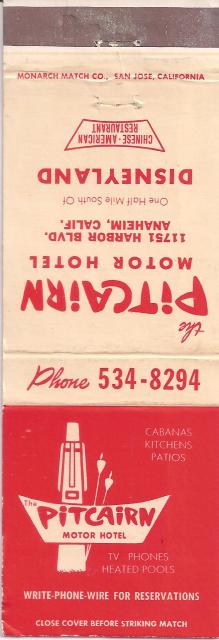 MONARCH MATCH CO., SAN JOSE, CALIFORNIA
the
PITCAIRN
MOTOR HOTEL
11751 HARBOR BLVD.
ANAHEIM, CALIF.
One Half Mile South Of
DISNEYLAND
CHINESE-AMERICAN
RESTAURANT
Phone 534-8294
CABANAS
KITCHENS
PATIOS
The
PITCAIRN
MOTOR HOTEL
TV PHONES
HEATED POOLS
WRITE-PHONE-WIRE FOR RESERVATIONS
CLOSE COVER BEFORE STRIKING MATCH